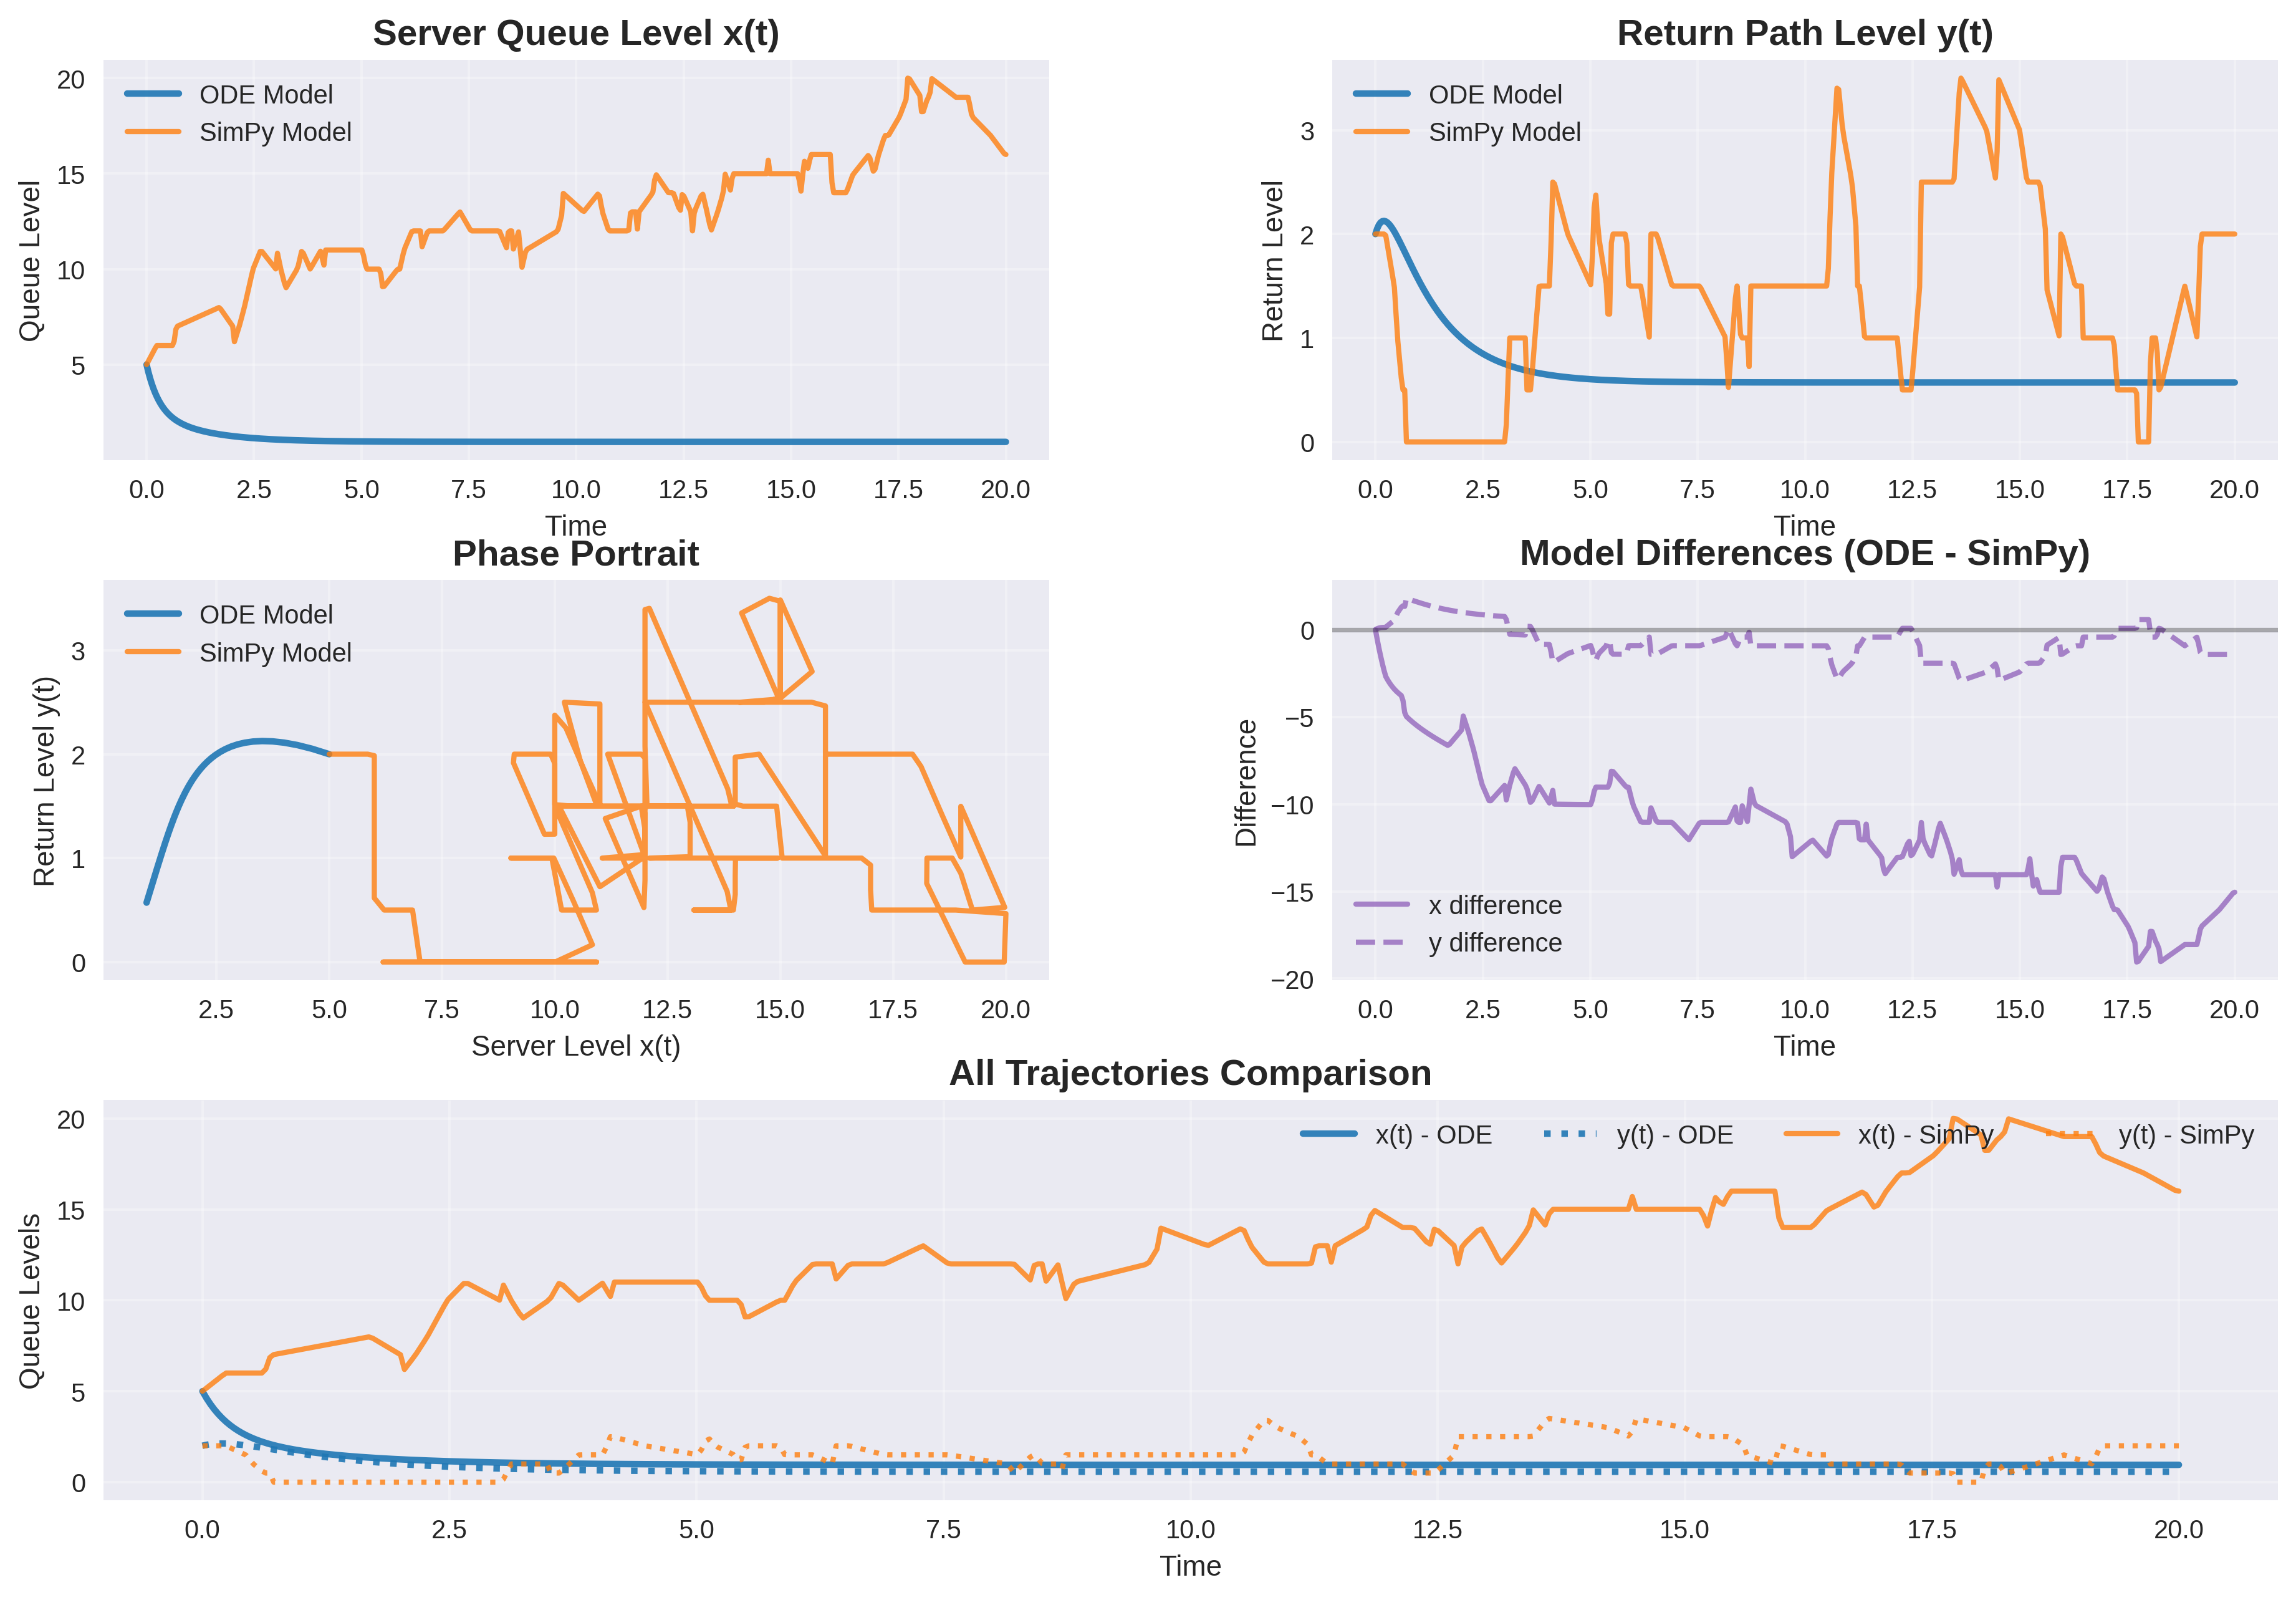 Server Queue Level x(t)
Queue Level
20
15
10
5
ODE Model
SimPy Model
0.0 2.5 5.0 7.5 10.0 12.5 15.0 17.5 20.0
Time
Return Path Level y(t)
Return Level
3
2
1
0
ODE Model
SimPy Model
0.0 2.5 5.0 7.5 10.0 12.5 15.0 17.5 20.0
Time
Phase Portrait
Return Level y(t)
3
2
1
0
ODE Model
SimPy Model
2.5 5.0 7.5 10.0 12.5 15.0 17.5 20.0
Server Level x(t)
Model Differences (ODE - SimPy)
Difference
0
−5
−10
−15
−20
x difference
y difference
0.0 2.5 5.0 7.5 10.0 12.5 15.0 17.5 20.0
Time
All Trajectories Comparison
Queue Levels
20
15
10
5
0
x(t) - ODE y(t) - ODE x(t) - SimPy y(t) - SimPy
0.0 2.5 5.0 7.5 10.0 12.5 15.0 17.5 20.0
Time